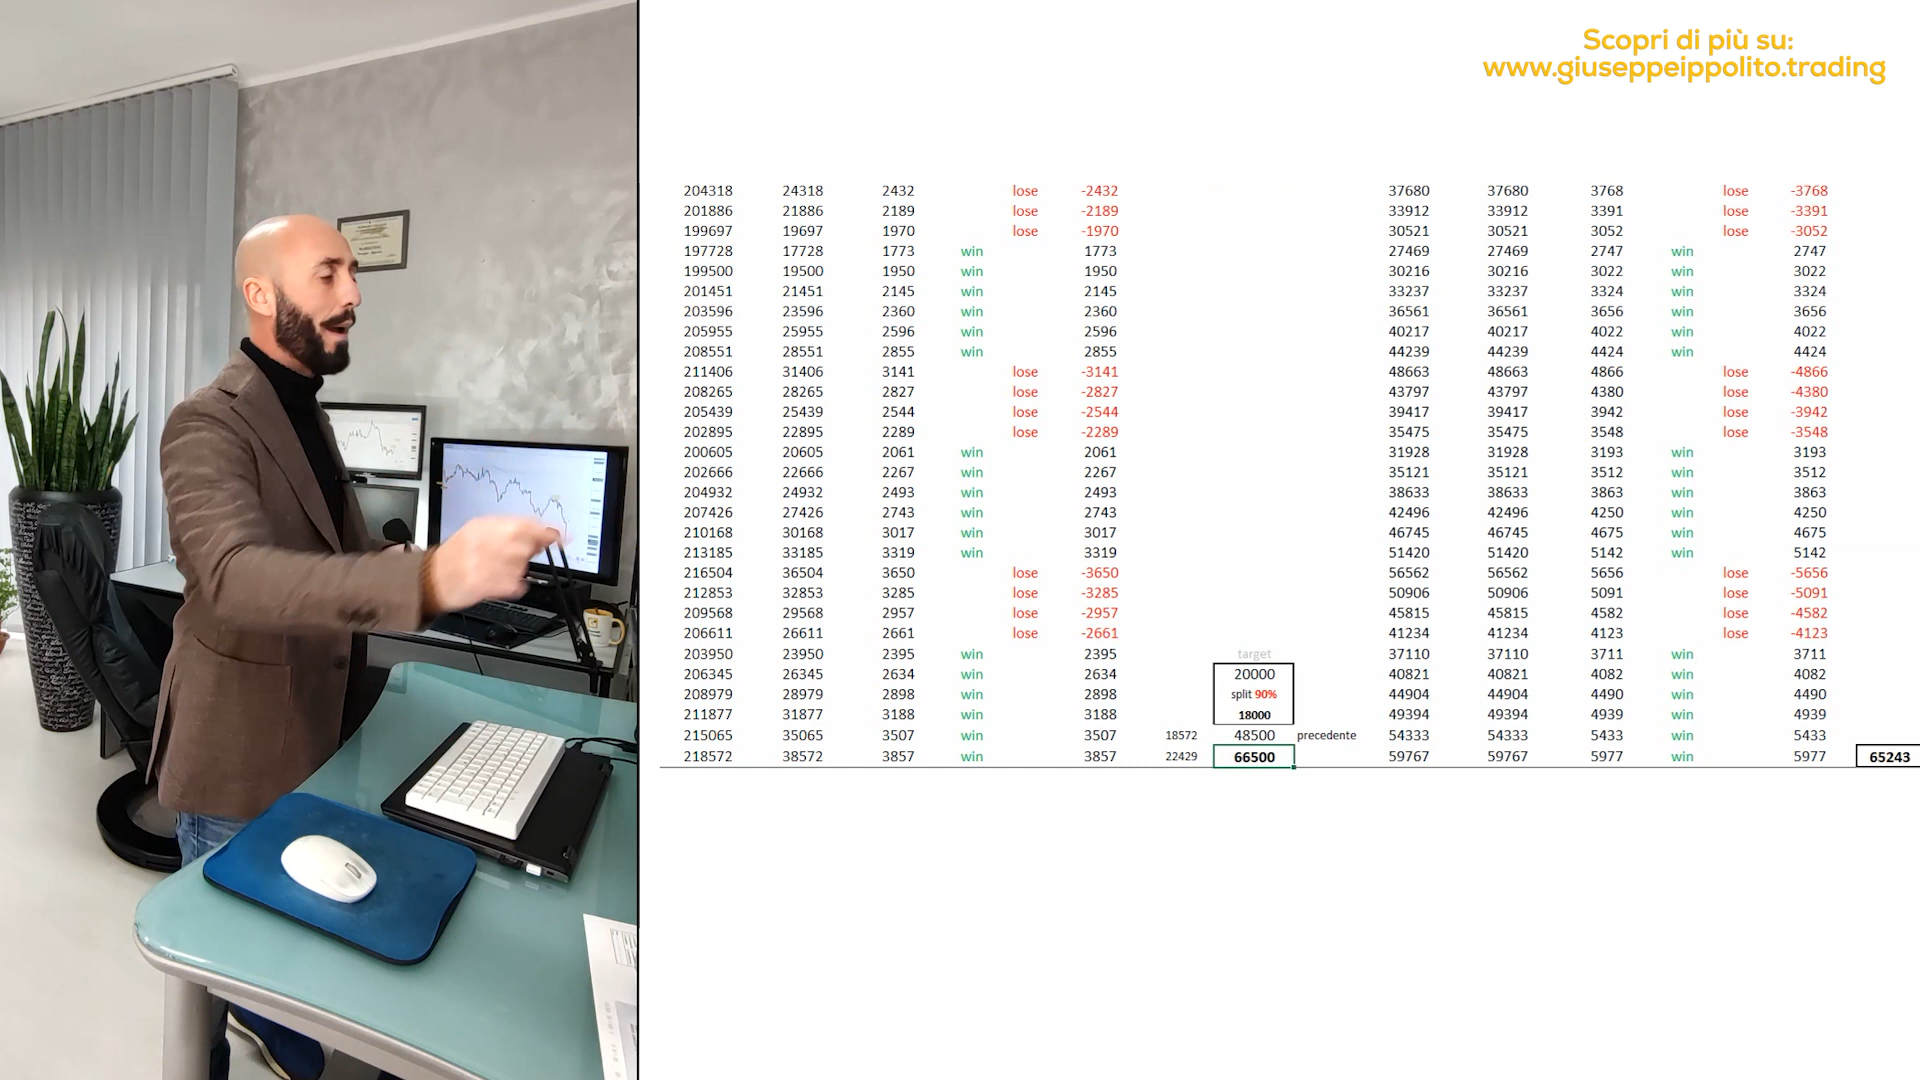 Scopri di più su:
www.giuseppeippolito.trading
204318 24318 2432 lose -2432 37680 37680 3768 lose -3768
201886 21886 2189 lose -2189 33912 33912 3391 lose -3391
199697 19697 1970 lose -1970 30521 30521 3052 lose -3052
197728 17728 1773 win 1773 27469 27469 2747 win 2747
199500 19500 1950 win 1950 30216 30216 3022 win 3022
201451 21451 2145 win 2145 33237 33237 3324 win 3324
203596 23596 2360 win 2360 36561 36561 3656 win 3656
205955 25955 2596 win 2596 40217 40217 4022 win 4022
208551 28551 2855 win 2855 44239 44239 4424 win 4424
211406 31406 3141 lose -3141 48663 48663 4866 lose -4866
208265 28265 2827 lose -2827 43797 43797 4380 lose -4380
205439 25439 2544 lose -2544 39417 39417 3942 lose -3942
202895 22895 2289 lose -2289 35475 35475 3548 lose -3548
200605 20605 2061 win 2061 31928 31928 3193 win 3193
202666 22666 2267 win 2267 35121 35121 3512 win 3512
204932 24932 2493 win 2493 38633 38633 3863 win 3863
207426 27426 2743 win 2743 42496 42496 4250 win 4250
210168 30168 3017 win 3017 46745 46745 4675 win 4675
213185 33185 3319 win 3319 51420 51420 5142 win 5142
216504 36504 3650 lose -3650 56562 56562 5656 lose -5656
212853 32853 3285 lose -3285 50906 50906 5091 lose -5091
209568 29568 2957 lose -2957 45815 45815 4582 lose -4582
206611 26611 2661 lose -2661 41234 41234 4123 lose -4123
203950 23950 2395 win 2395 target 37110 37110 3711 win 3711
206345 26345 2634 win 2634 20000 40821 40821 4082 win 4082
208979 28979 2898 win 2898 split 90% 44904 44904 4490 win 4490
211877 31877 3188 win 3188 18000 49394 49394 4939 win 4939
215065 35065 3507 win 3507 18572 48500 precedente 54333 54333 5433 win 5433
218572 38572 3857 win 3857 22429 66500 59767 59767 5977 win 5977 65243